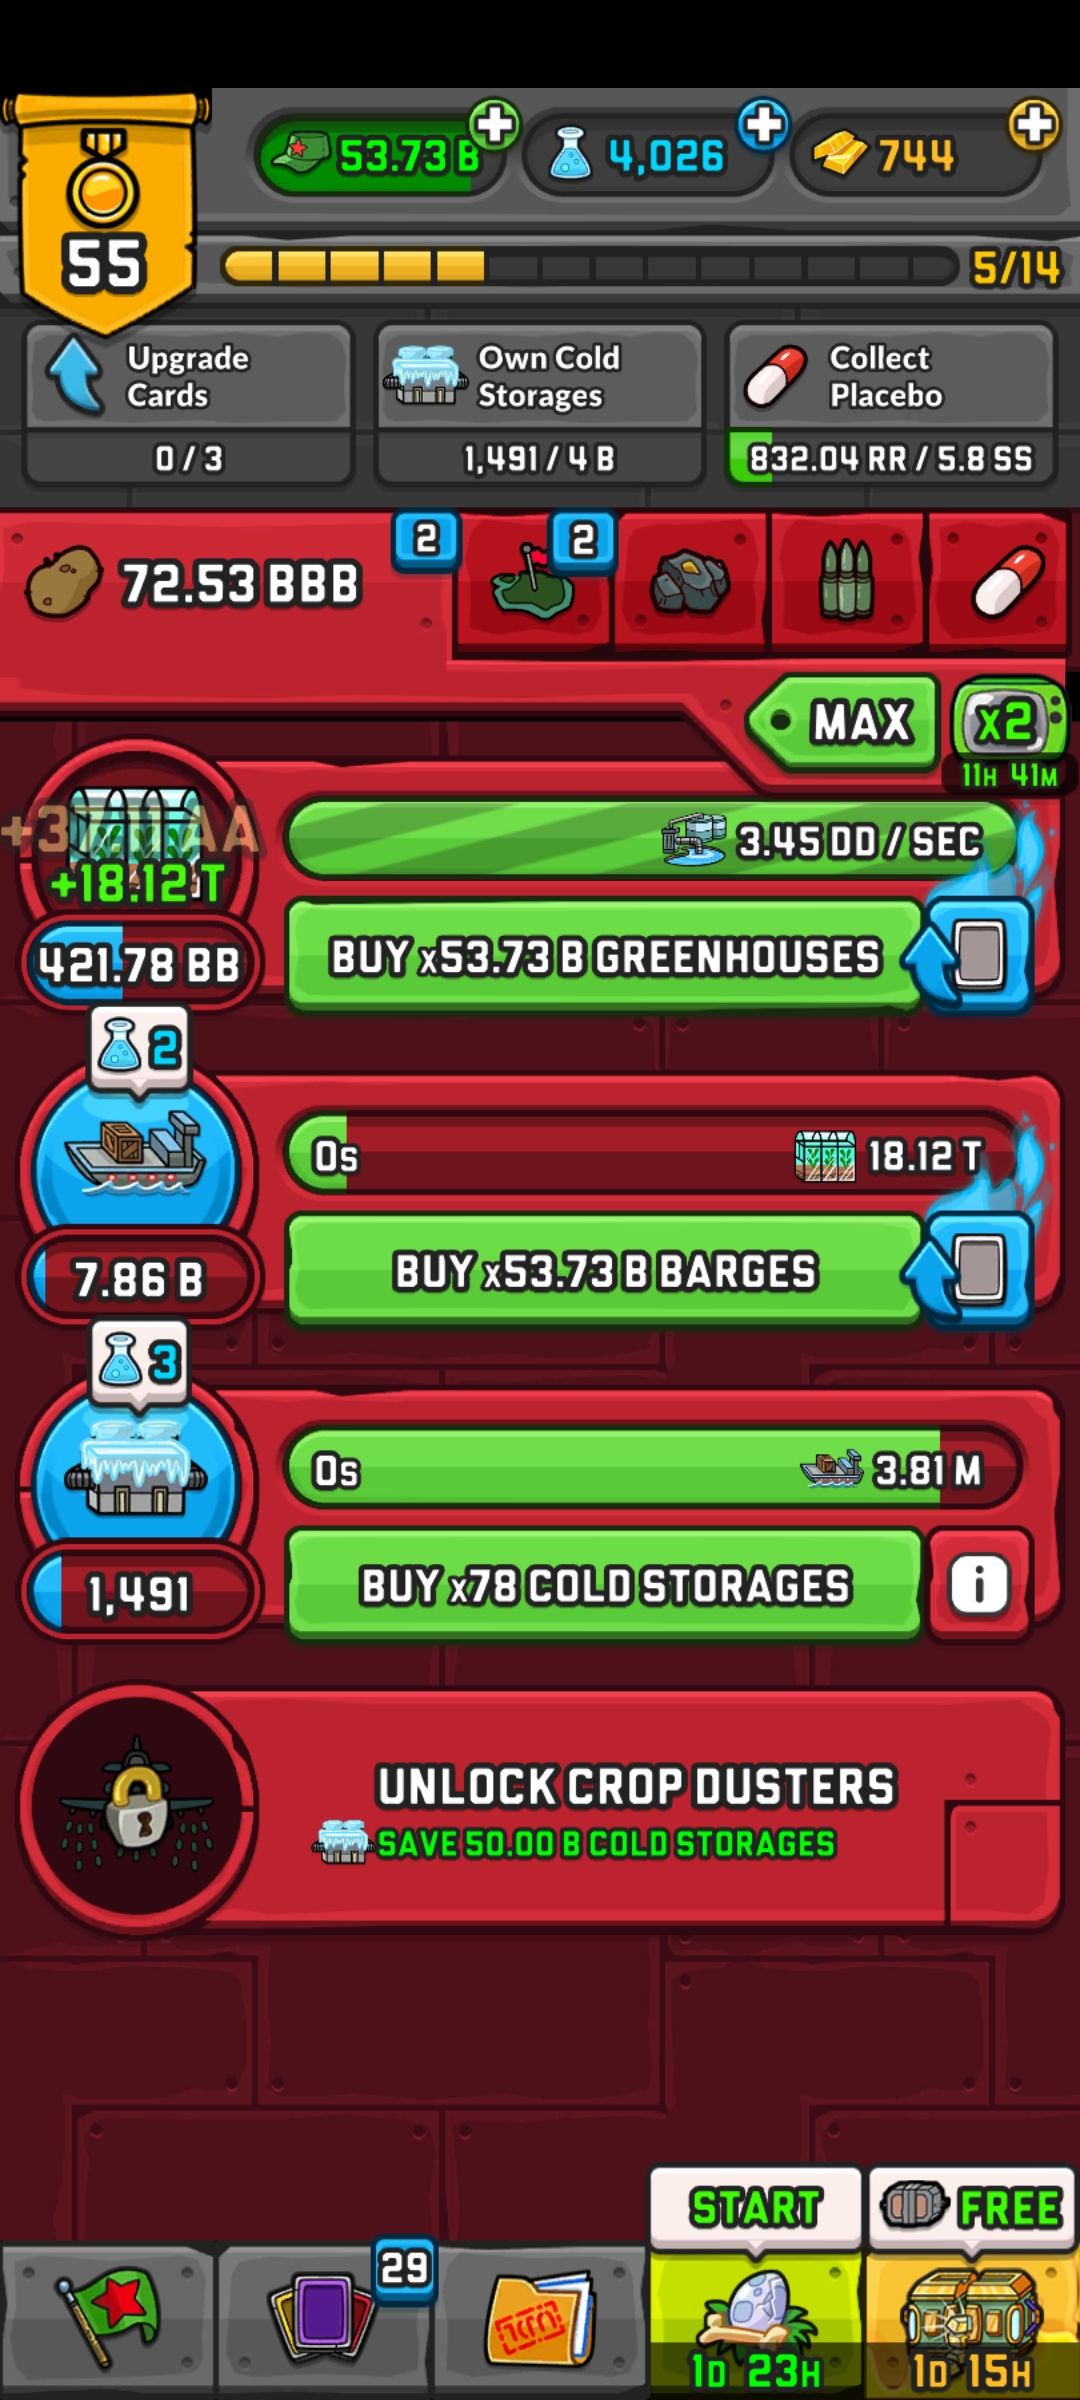 53.73 B
4,026
744
55
5/14
Upgrade
Cards
0 / 3
Own Cold
Storages
1,491 / 4 B
Collect
Placebo
832.04 RR / 5.8 SS
72.53 BBB
2
2
MAX
x2
11H 41M
+18.12 T
421.78 BB
3.45 DD / SEC
BUY x53.73 B GREENHOUSES
2
7.86 B
0s
18.12 T
BUY x53.73 B BARGES
3
1,491
0s
3.81 M
BUY x78 COLD STORAGES
i
UNLOCK CROP DUSTERS
SAVE 50.00 B COLD STORAGES
START
FREE
29
1D 23H
1D 15H